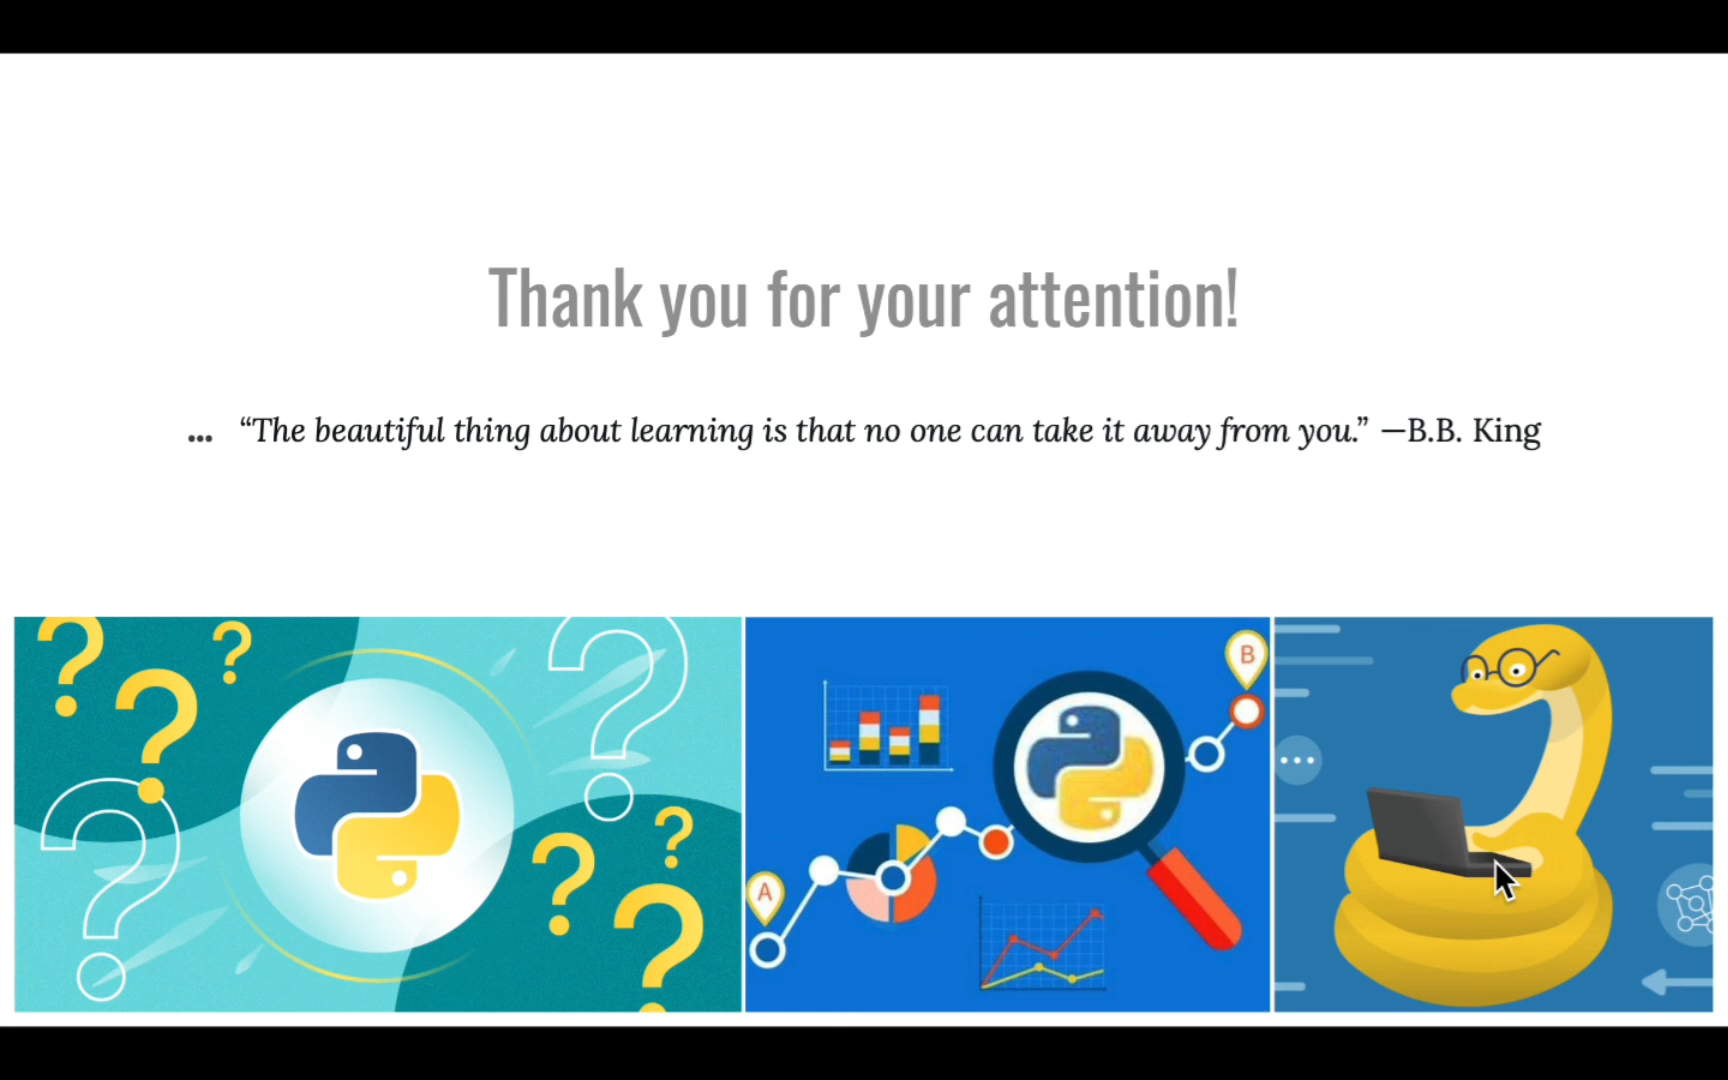 Thank you for your attention!
... “The beautiful thing about learning is that no one can take it away from you.” —B.B. King
? ? ? ? ? ? ? ?
B
A